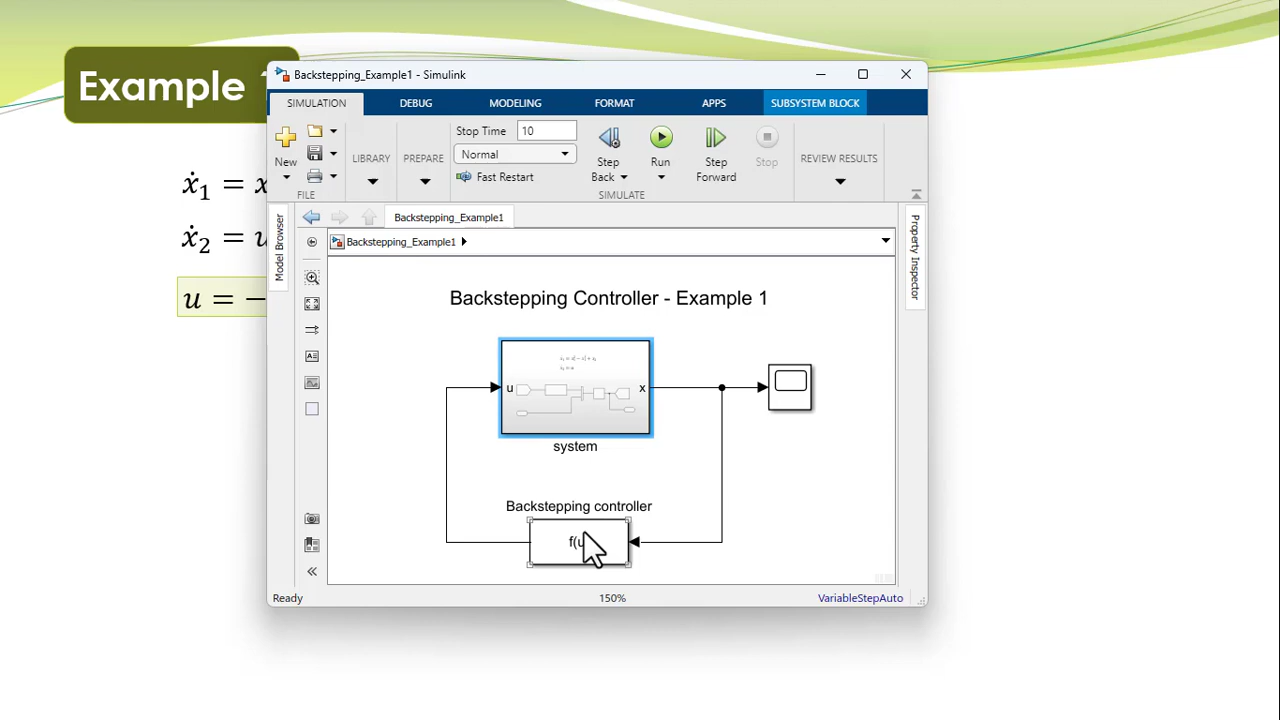 Example
Backstepping_Example1 - Simulink
SIMULATION
DEBUG
MODELING
FORMAT
APPS
SUBSYSTEM BLOCK
New
FILE
LIBRARY
PREPARE
Stop Time 10
Normal
Fast Restart
Step Back
Run
Step Forward
Stop
SIMULATE
REVIEW RESULTS
ẋ₁ = x
ẋ₂ = u
u = −
Model Browser
Property Inspector
Backstepping_Example1
Backstepping_Example1
Backstepping Controller - Example 1
u
x
system
Backstepping controller
f(u
Ready
150%
VariableStepAuto